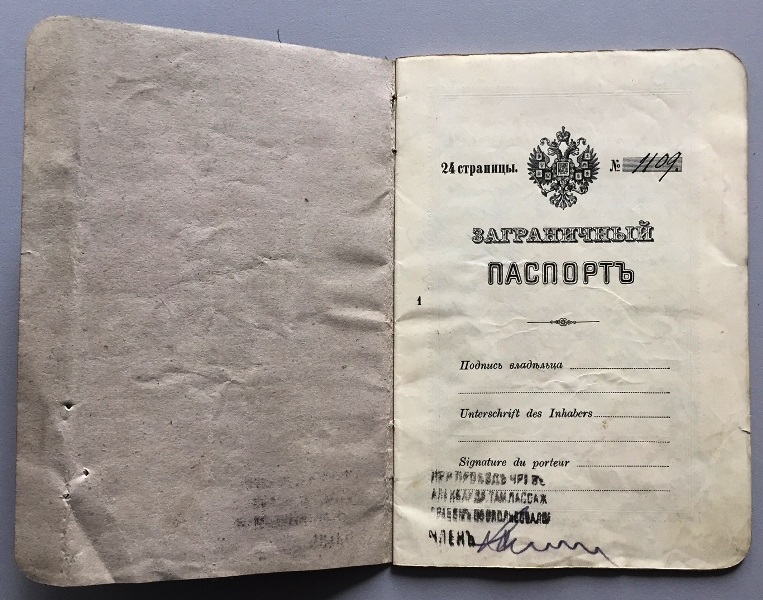 24 страницы. № 1109.
ЗАГРАНИЧНЫЙ
ПАСПОРТЪ
1
Подпись владѣльца
Unterschrift des Inhabers
Signature du porteur
ЧЛЕНЪ